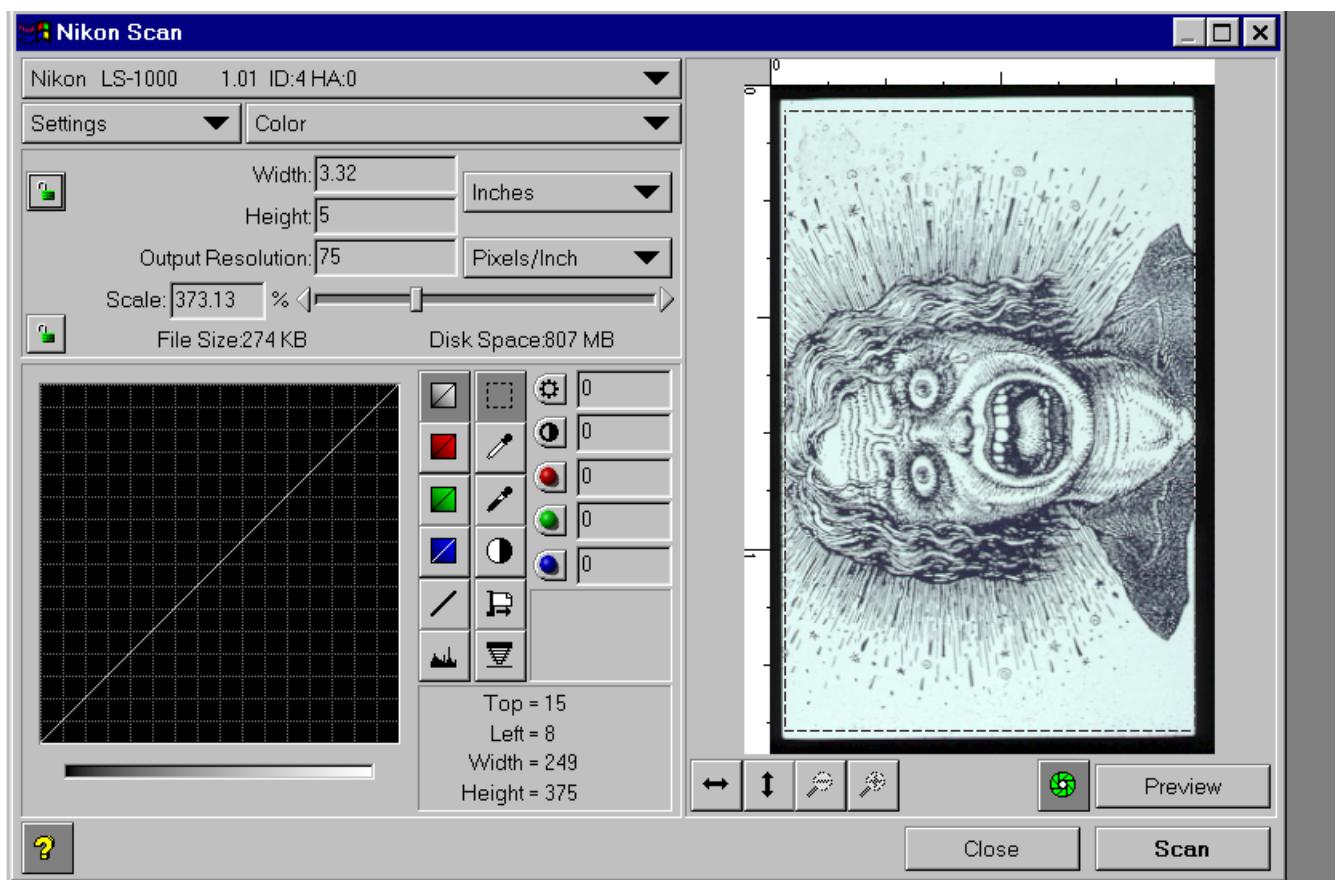 Nikon Scan
Nikon LS-1000 1.01 ID:4 HA:0
Settings
Color
Width: 3.32
Inches
Height: 5
Output Resolution: 75
Pixels/Inch
Scale: 373.13 %
File Size:274 KB
Disk Space:807 MB
0
0
0
0
0
Top = 15
Left = 8
Width = 249
Height = 375
0
0
1
Preview
Close
Scan